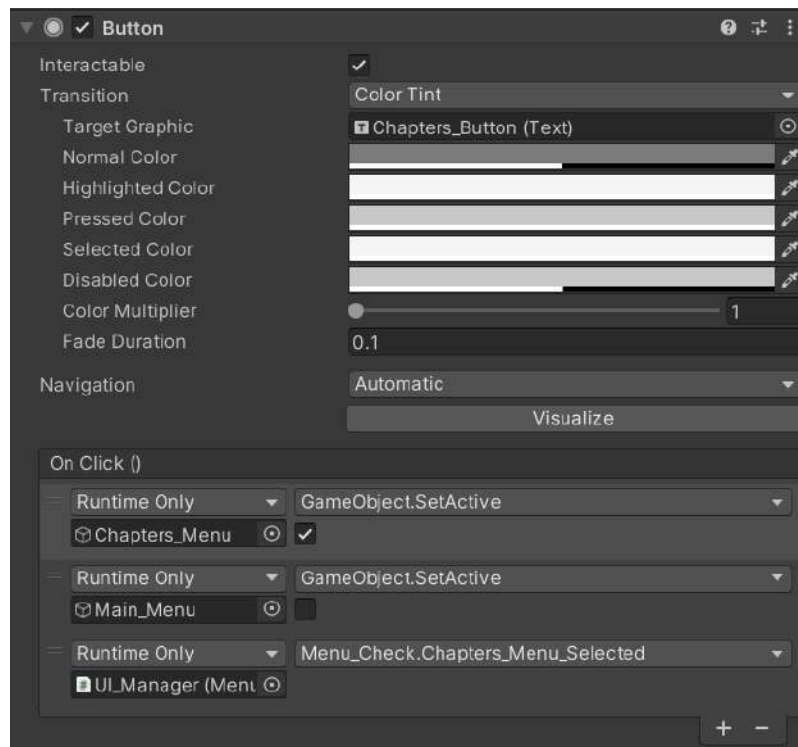 Button
Interactable
Transition Color Tint
Target Graphic Chapters_Button (Text)
Normal Color
Highlighted Color
Pressed Color
Selected Color
Disabled Color
Color Multiplier 1
Fade Duration 0.1
Navigation Automatic
Visualize
On Click ()
Runtime Only GameObject.SetActive
Chapters_Menu
Runtime Only GameObject.SetActive
Main_Menu
Runtime Only Menu_Check.Chapters_Menu_Selected
UI_Manager (Menu
+ −